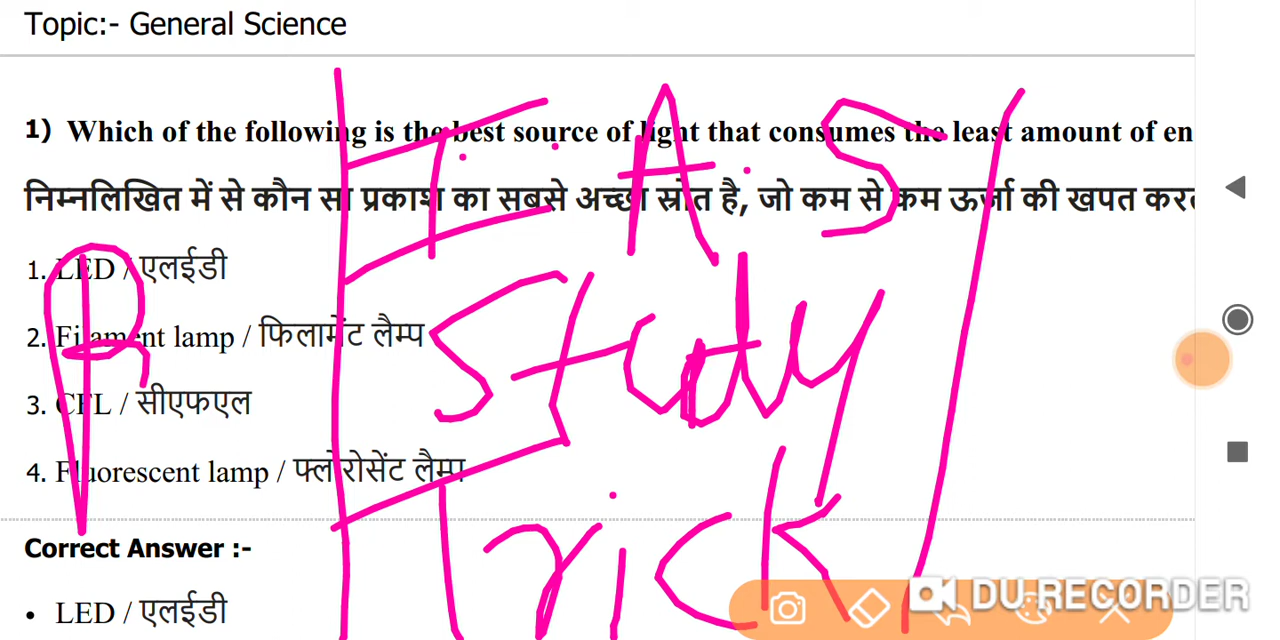 Topic:- General Science
1) Which of the following is the best source of light that consumes the least amount of en
निम्नलिखित में से कौन सा प्रकाश का सबसे अच्छा स्रोत है, जो कम से कम ऊर्जा की खपत करत
1. LED / एलईडी
2. Filament lamp / फिलामेंट लैम्प
3. CFL / सीएफएल
4. Fluorescent lamp / फ्लोरोसेंट लैम्प
Study
Trick
Correct Answer :-
• LED / एलईडी
DU RECORDER